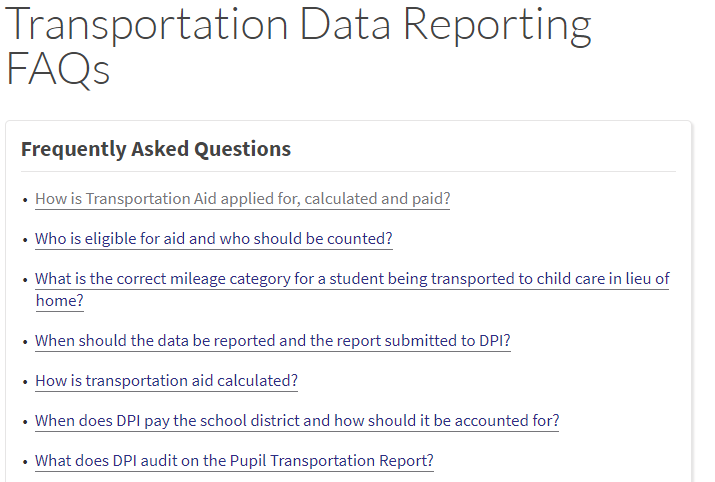 Transportation Data Reporting
FAQs
Frequently Asked Questions
• How is Transportation Aid applied for, calculated and paid?
• Who is eligible for aid and who should be counted?
• What is the correct mileage category for a student being transported to child care in lieu of
home?
• When should the data be reported and the report submitted to DPI?
• How is transportation aid calculated?
• When does DPI pay the school district and how should it be accounted for?
• What does DPI audit on the Pupil Transportation Report?